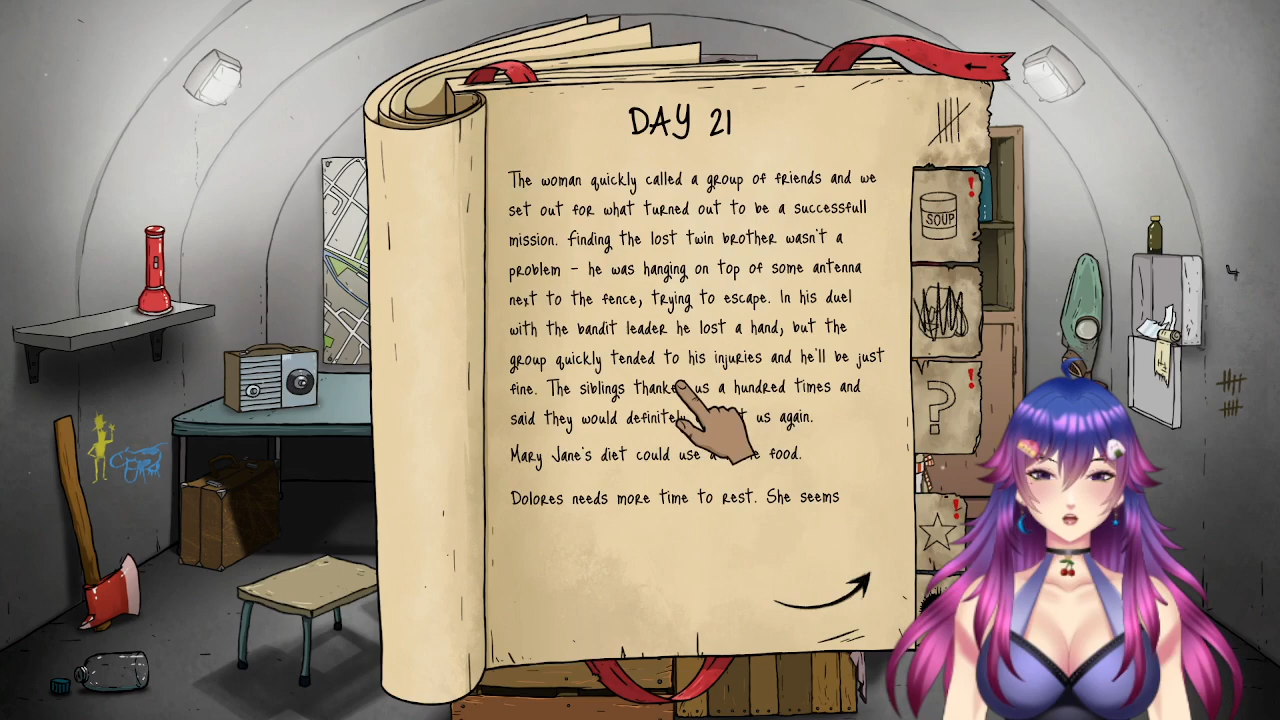 DAY 21
The woman quickly called a group of friends and we
set out for what turned out to be a successfull
mission. Finding the lost twin brother wasn't a
problem - he was hanging on top of some antenna
next to the fence, trying to escape. In his duel
with the bandit leader he lost a hand, but the
group quickly tended to his injuries and he'll be just
fine. The siblings us a hundred times and
said they would us again.
Mary Jane's diet could use food.
Dolores needs more time to rest. She seems
SOUP
!
?
!
!